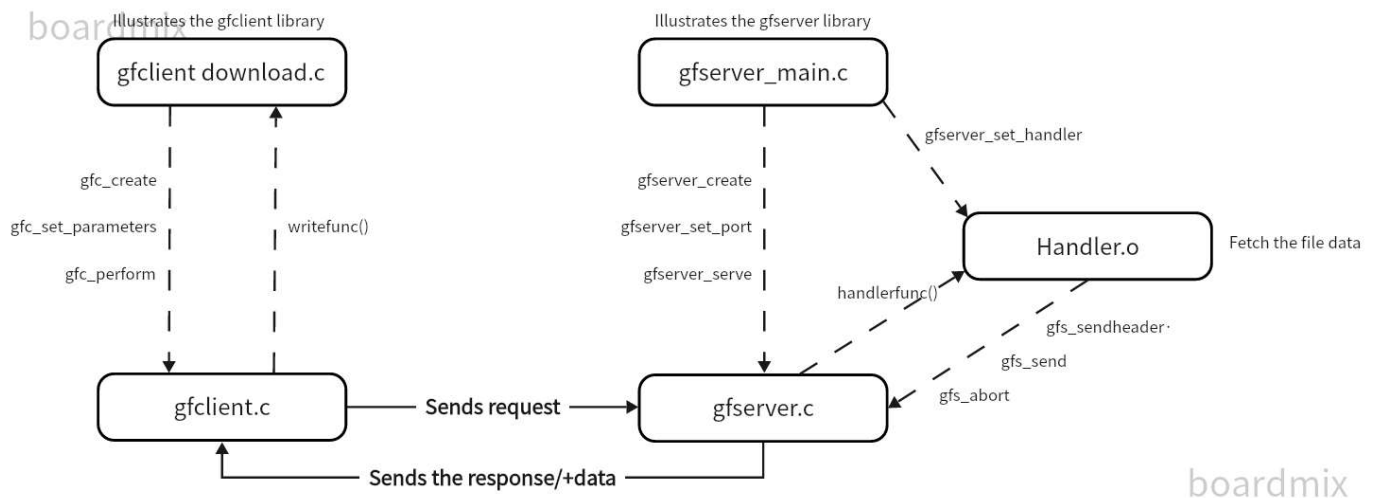 boardmix
Illustrates the gfclient library
Illustrates the gfserver library
gfclient download.c
gfserver_main.c
gfserver_set_handler
gfc_create
gfserver_create
gfc_set_parameters
writefunc()
gfserver_set_port
Handler.o
Fetch the file data
gfc_perform
gfserver_serve
handlerfunc()
gfs_sendheader·
gfs_send
gfs_abort
gfclient.c
Sends request
gfserver.c
Sends the response/+data
boardmix